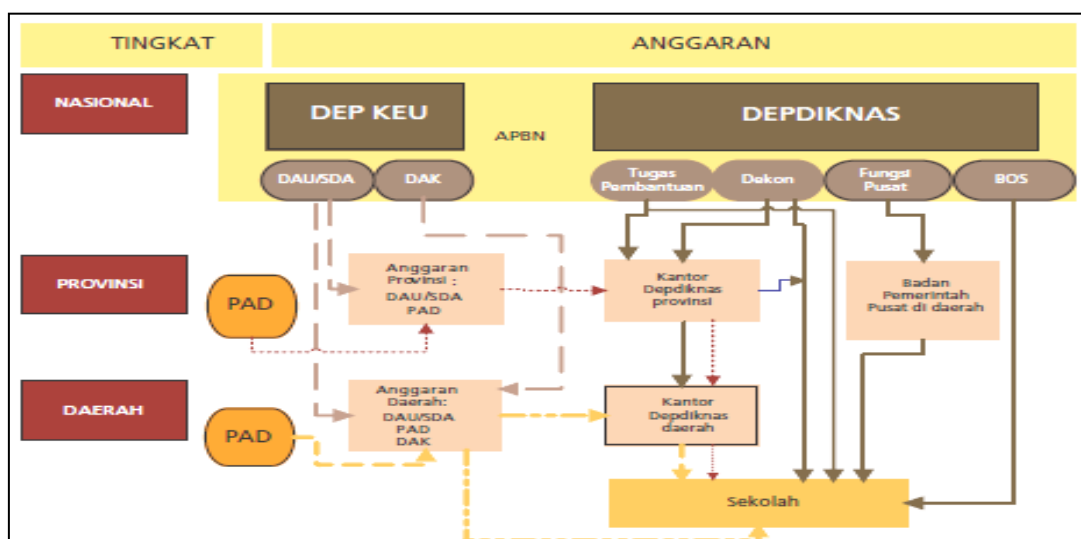 TINGKAT
ANGGARAN
NASIONAL
DEP KEU
APBN
DEPDIKNAS
DAU/SDA
DAK
Tugas
Pembantuan
Dekon
Fungsi
Pusat
BOS
PROVINSI
PAD
Anggaran
Provinsi :
DAU/SDA
PAD
Kantor
Depdiknas
provinsi
Badan
Pemerintah
Pusat di daerah
DAERAH
PAD
Anggaran
Daerah:
DAU/SDA
PAD
DAK
Kantor
Depdiknas
daerah
Sekolah